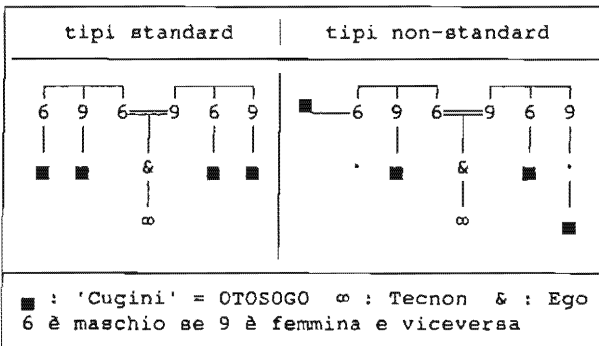 tipi standard tipi non-standard
6 9 6 9 6 9 ■ 6 9 6 9 6 9
■ ■ & ■ ■ . ■ & ■ .
∞ ∞ ■
■ : 'Cugini' = OTOSOGO ∞ : Tecnon & : Ego
6 è maschio se 9 è femmina e viceversa